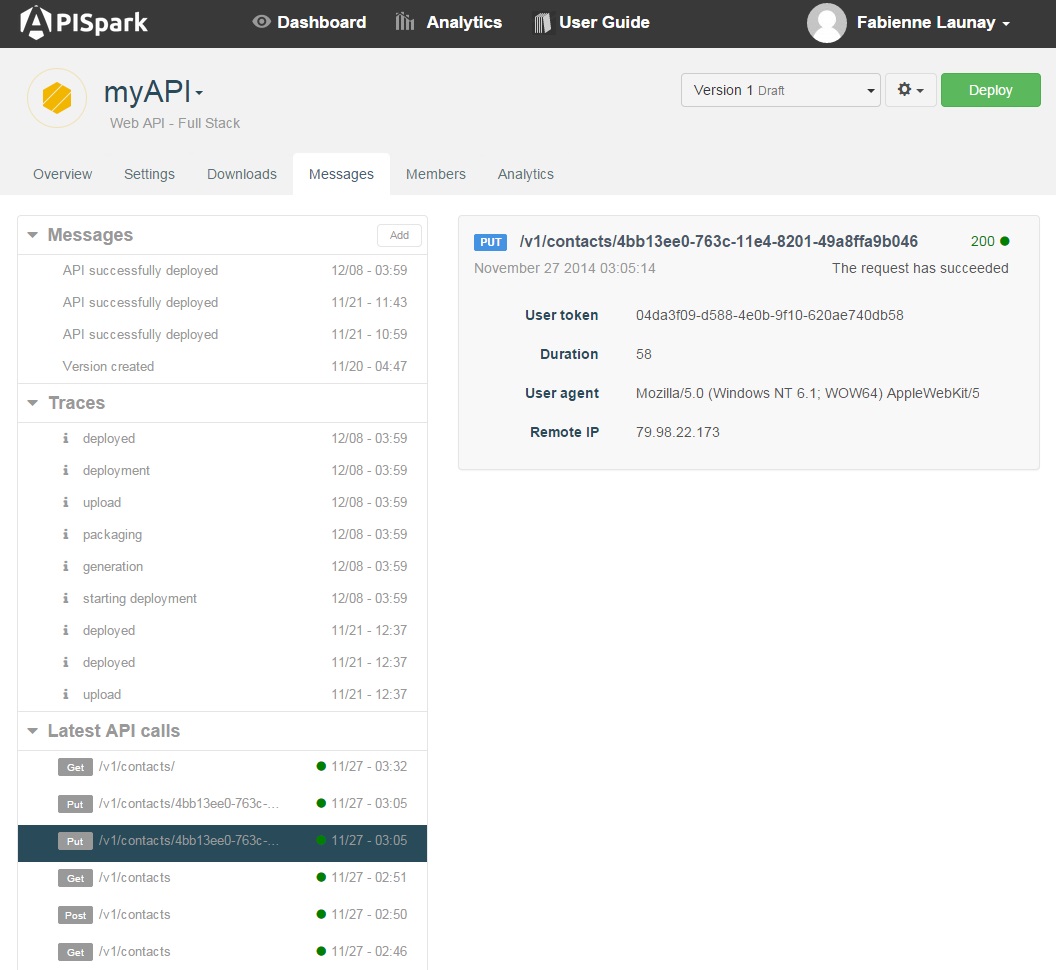 APISpark Dashboard Analytics User Guide Fabienne Launay
myAPI Version 1 Draft Deploy
Web API - Full Stack
Overview Settings Downloads Messages Members Analytics
Messages Add
API successfully deployed 12/08 - 03:59
API successfully deployed 11/21 - 11:43
API successfully deployed 11/21 - 10:59
Version created 11/20 - 04:47
Traces
deployed 12/08 - 03:59
deployment 12/08 - 03:59
upload 12/08 - 03:59
packaging 12/08 - 03:59
generation 12/08 - 03:59
starting deployment 12/08 - 03:59
deployed 11/21 - 12:37
deployed 11/21 - 12:37
upload 11/21 - 12:37
Latest API calls
Get /v1/contacts/ 11/27 - 03:32
Put /v1/contacts/4bb13ee0-763c-... 11/27 - 03:05
Put /v1/contacts/4bb13ee0-763c-... 11/27 - 03:05
Get /v1/contacts 11/27 - 02:51
Post /v1/contacts 11/27 - 02:50
Get /v1/contacts 11/27 - 02:46
PUT /v1/contacts/4bb13ee0-763c-11e4-8201-49a8ffa9b046 200
November 27 2014 03:05:14 The request has succeeded
User token 04da3f09-d588-4e0b-9f10-620ae740db58
Duration 58
User agent Mozilla/5.0 (Windows NT 6.1; WOW64) AppleWebKit/5
Remote IP 79.98.22.173